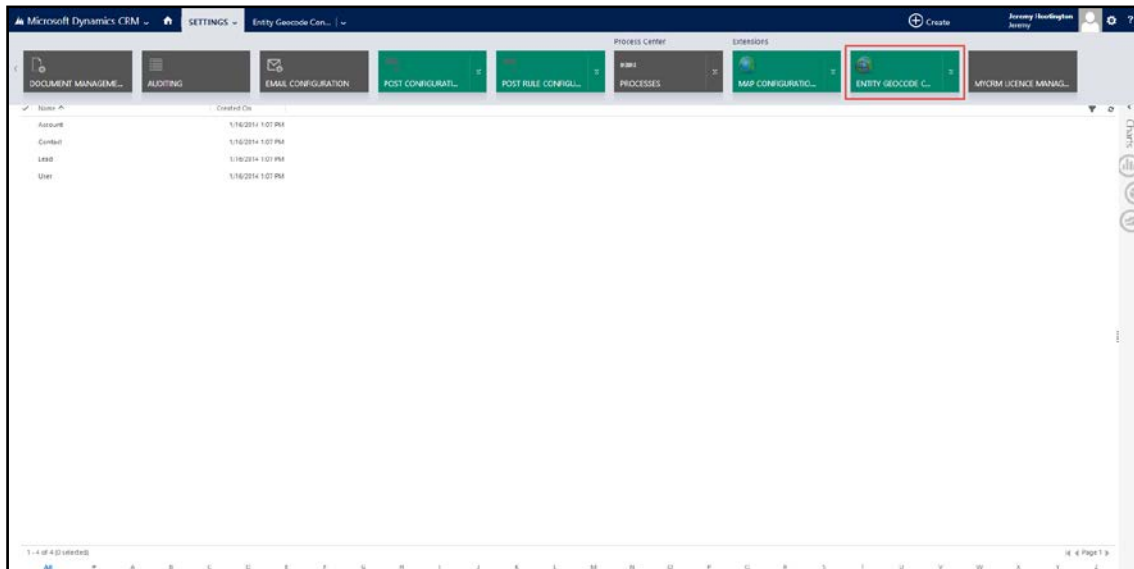 Microsoft Dynamics CRM
SETTINGS
Entity Geocode Con...
Create
Jeremy Huntington
Jeremy
?
Process Center
Extensions
DOCUMENT MANAGEME...
AUDITING
EMAIL CONFIGURATION
POST CONFIGURATI...
POST RULE CONFIGU...
PROCESSES
MAP CONFIGURATIO...
ENTITY GEOCODE C...
MYCRM LICENCE MANAG...
Name
Created On
Account
1/16/2014 1:07 PM
Contact
1/16/2014 1:07 PM
Lead
1/16/2014 1:07 PM
User
1/16/2014 1:07 PM
Charts
1 - 4 of 4 (0 selected)
Page 1
All # A B C D E F G H I J K L M N O P Q R S T U V W X Y Z